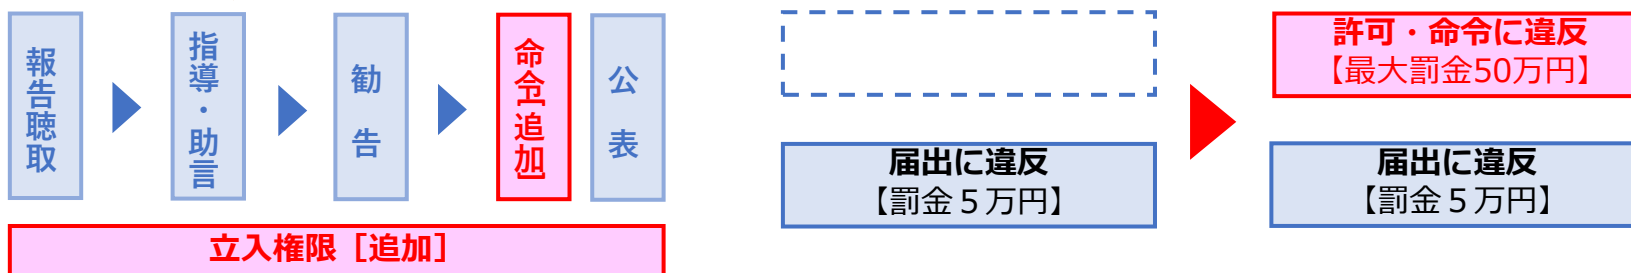 報告聴取
指導・助言
勧告
命令［追加］
公表
立入権限［追加］
届出に違反
【罰金５万円】
許可・命令に違反
【最大罰金50万円】
届出に違反
【罰金５万円】